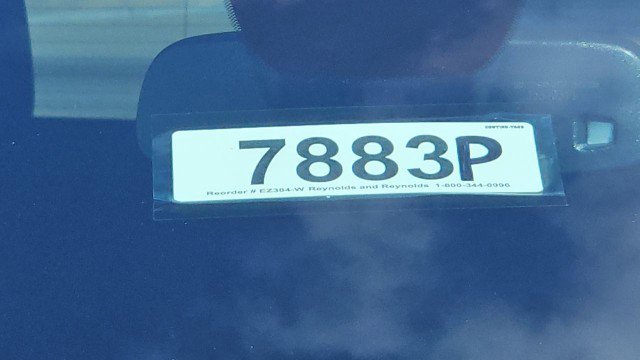 7883P
Reorder # EZ384-W Reynolds and Reynolds 1-800-344-0996